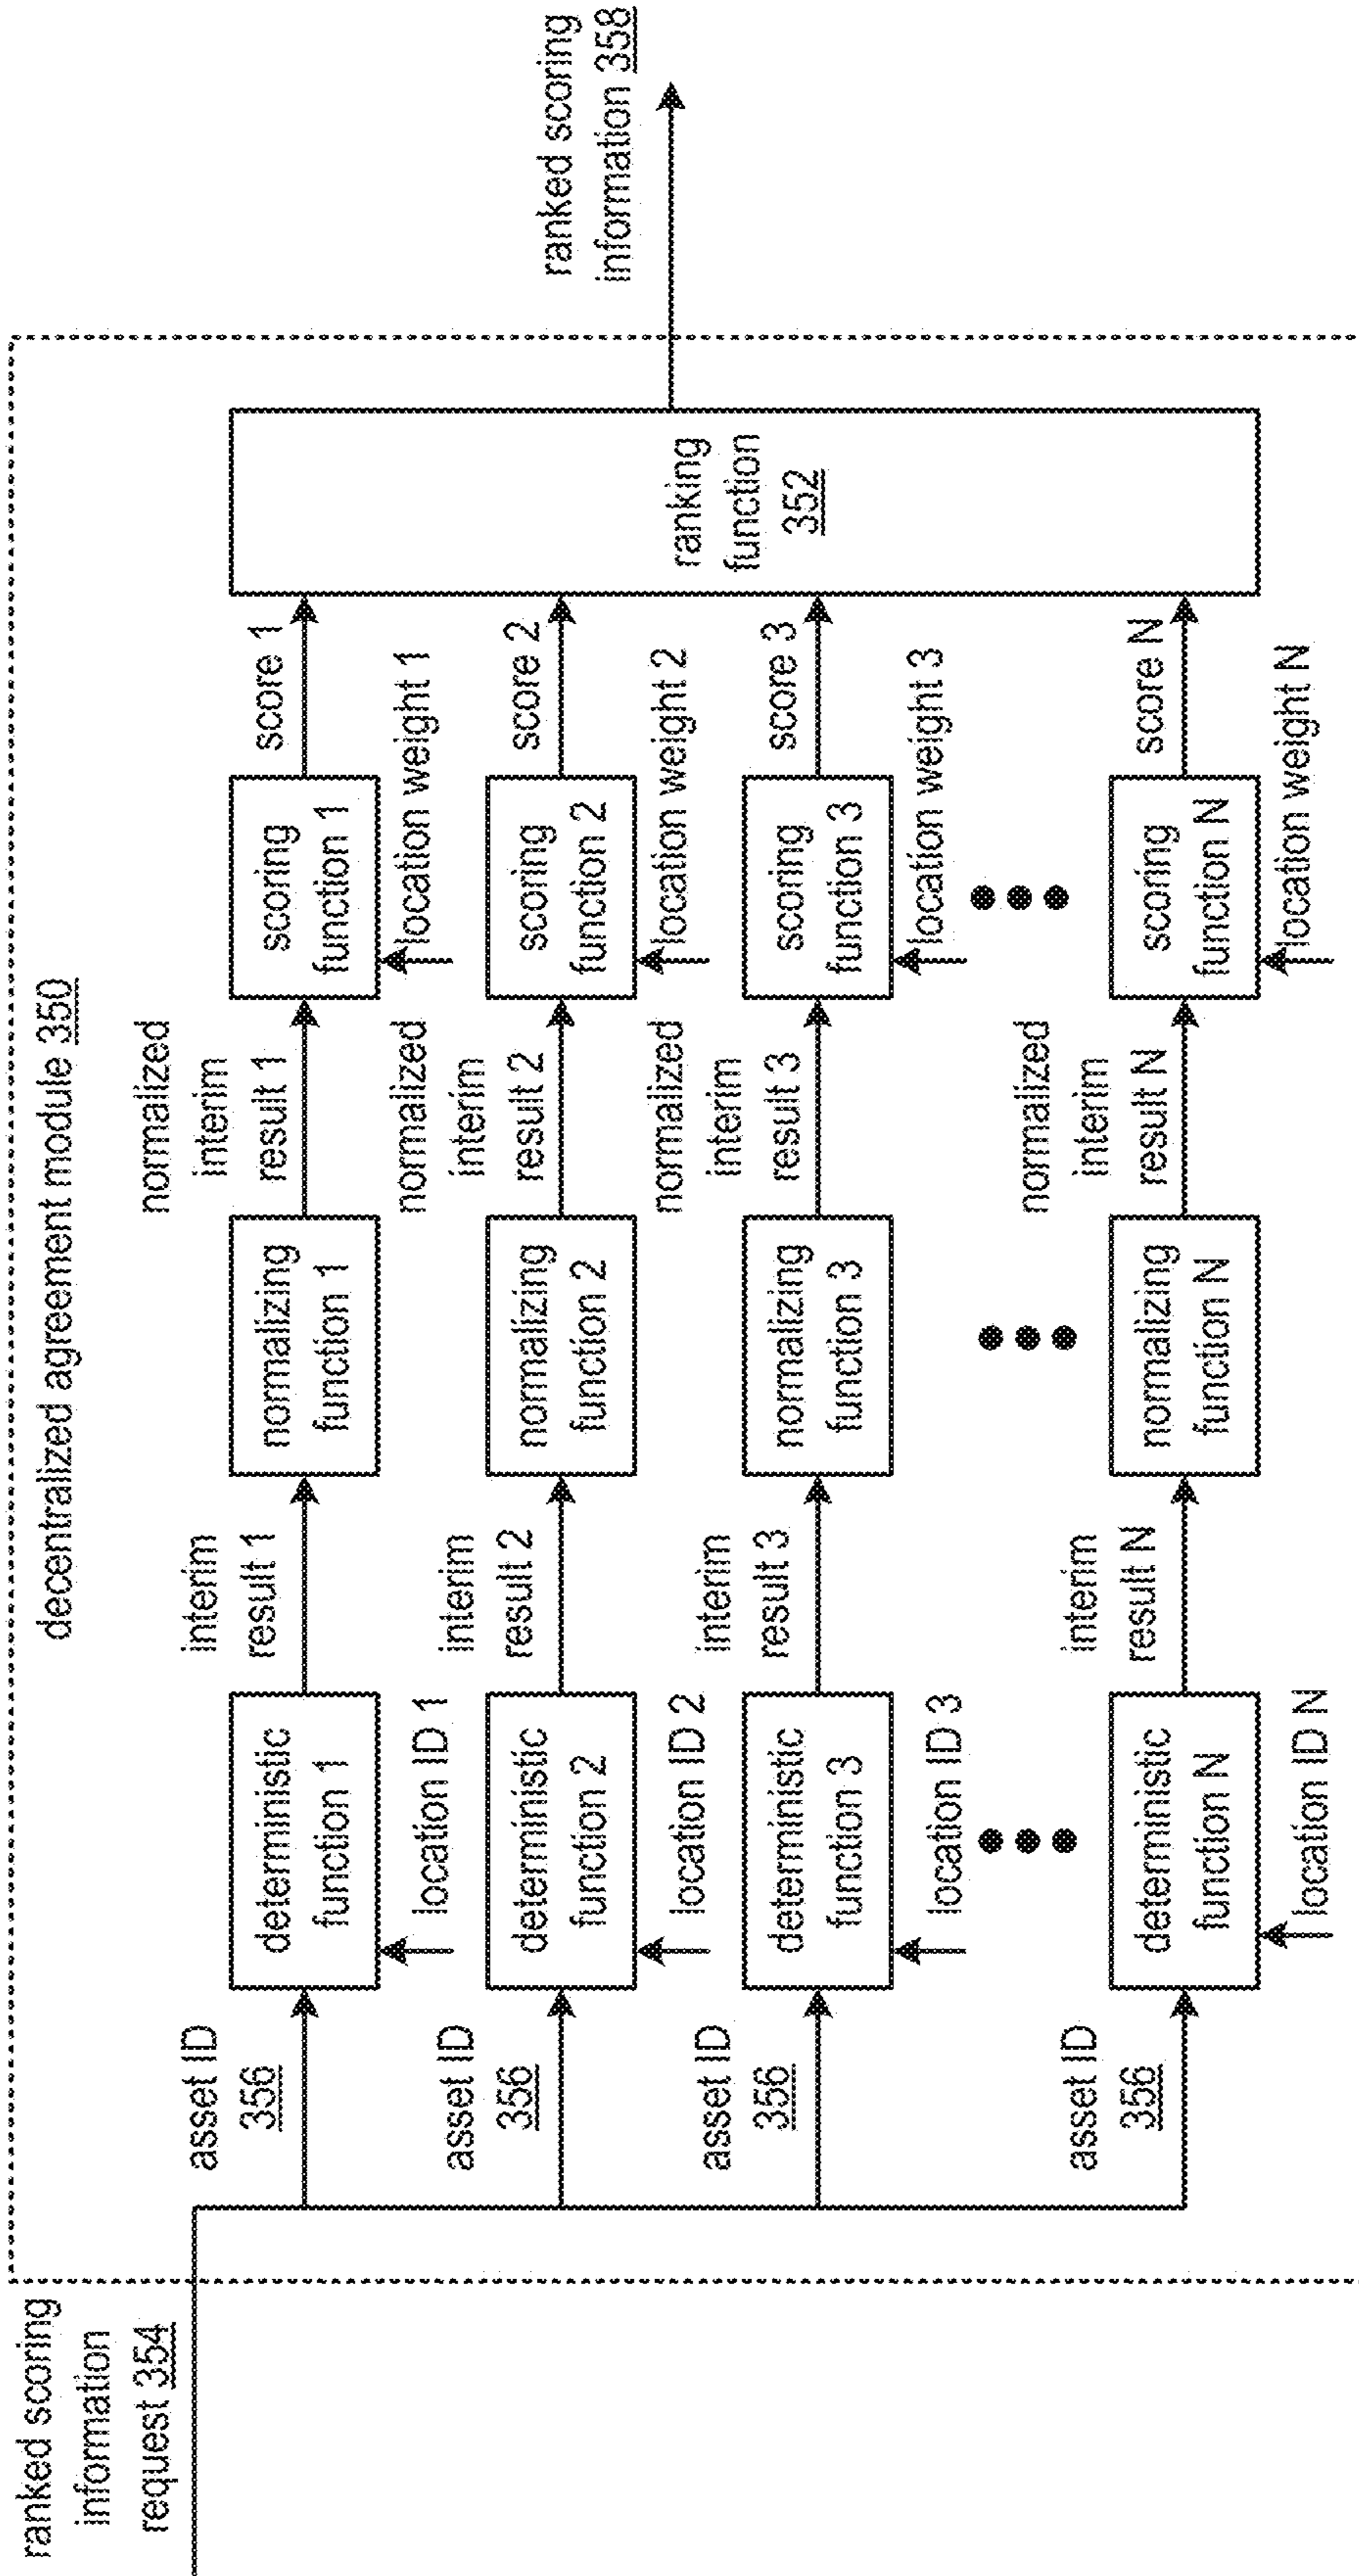 decentralized agreement module 350
ranked scoring
information
request 354
asset ID
356
deterministic
function 1
location ID 1
interim
result 1
normalizing
function 1
normalized
interim
result 1
scoring
function 1
location weight 1
score 1
asset ID
356
deterministic
function 2
location ID 2
interim
result 2
normalizing
function 2
normalized
interim
result 2
scoring
function 2
location weight 2
score 2
asset ID
356
deterministic
function 3
location ID 3
interim
result 3
normalizing
function 3
normalized
interim
result 3
scoring
function 3
location weight 3
score 3
asset ID
356
deterministic
function N
location ID N
interim
result N
normalizing
function N
normalized
interim
result N
scoring
function N
location weight N
score N
ranking
function
352
ranked scoring
information 358